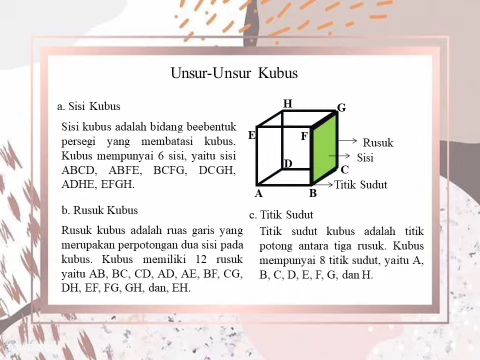 Unsur-Unsur Kubus
a. Sisi Kubus
Sisi kubus adalah bidang beebentuk
persegi yang membatasi kubus.
Kubus mempunyai 6 sisi, yaitu sisi
ABCD, ABFE, BCFG, DCGH,
ADHE, EFGH.
H
G
E
F
Rusuk
Sisi
D
C
Titik Sudut
A
B
b. Rusuk Kubus
Rusuk kubus adalah ruas garis yang
merupakan perpotongan dua sisi pada
kubus. Kubus memiliki 12 rusuk
yaitu AB, BC, CD, AD, AE, BF, CG,
DH, EF, FG, GH, dan, EH.
c. Titik Sudut
Titik sudut kubus adalah titik
potong antara tiga rusuk. Kubus
mempunyai 8 titik sudut, yaitu A,
B, C, D, E, F, G, dan H.